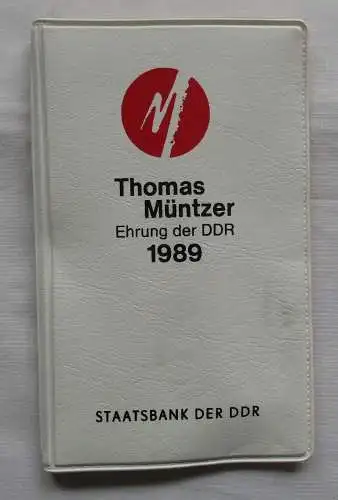 M
Thomas
Müntzer
Ehrung der DDR
1989
STAATSBANK DER DDR